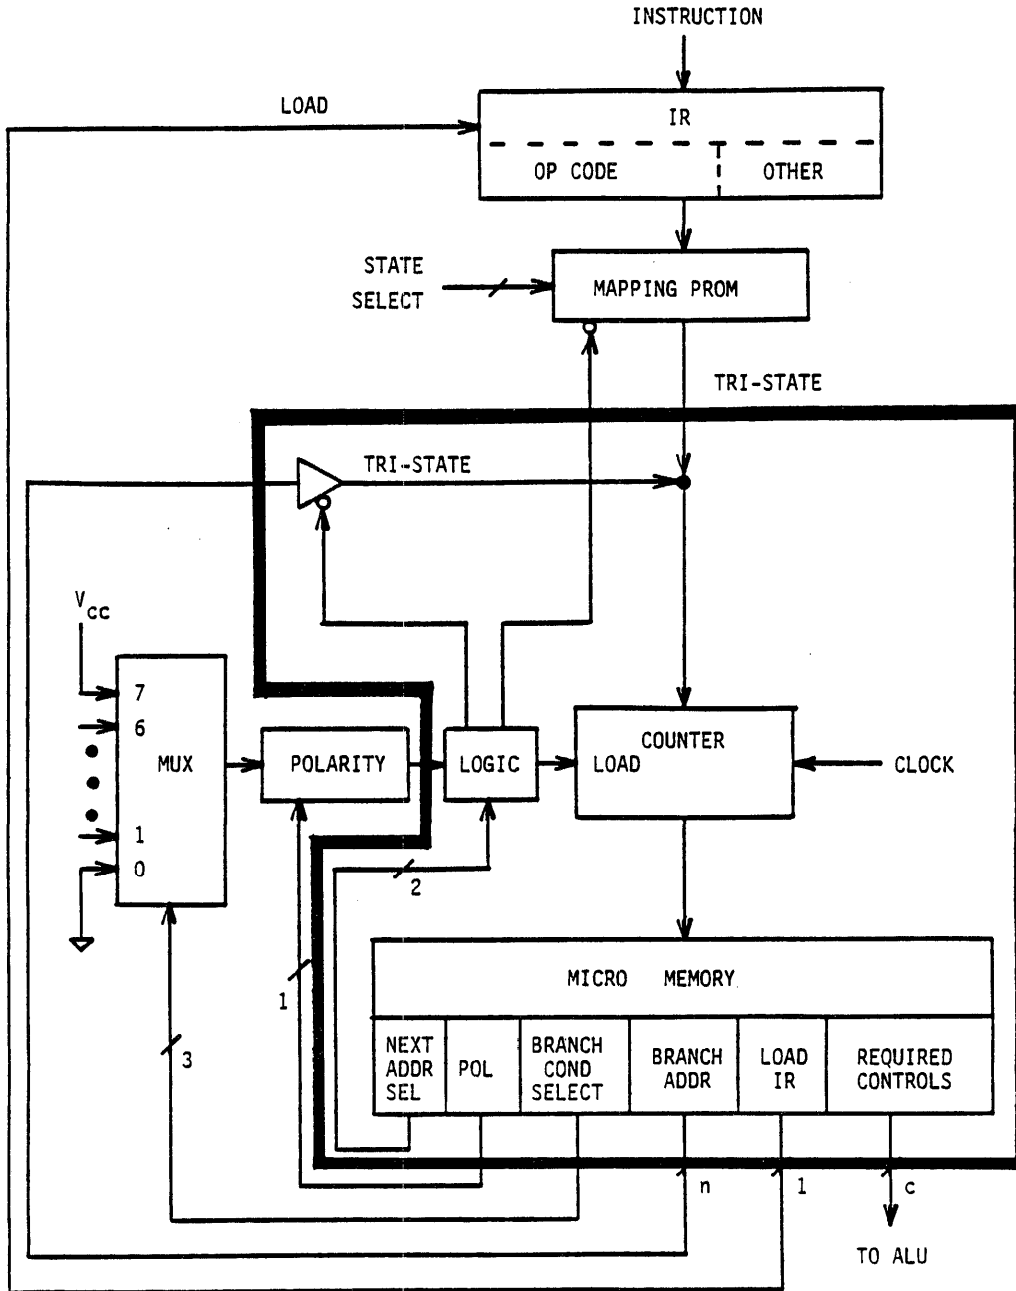 INSTRUCTION
LOAD
IR
OP CODE
OTHER
STATE
SELECT
MAPPING PROM
TRI-STATE
TRI-STATE
Vcc
7
6
1
0
MUX
POLARITY
LOGIC
COUNTER
LOAD
CLOCK
2
1
3
MICRO MEMORY
NEXT
ADDR
SEL
POL
BRANCH
COND
SELECT
BRANCH
ADDR
LOAD
IR
REQUIRED
CONTROLS
n
1
c
TO ALU